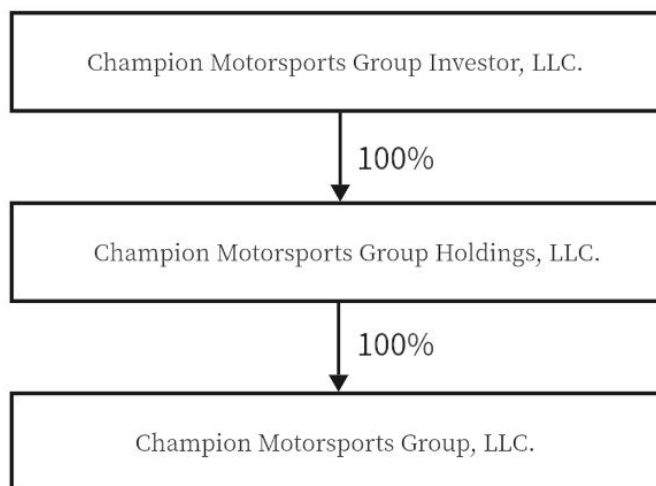 Champion Motorsports Group Investor, LLC.
100%
Champion Motorsports Group Holdings, LLC.
100%
Champion Motorsports Group, LLC.